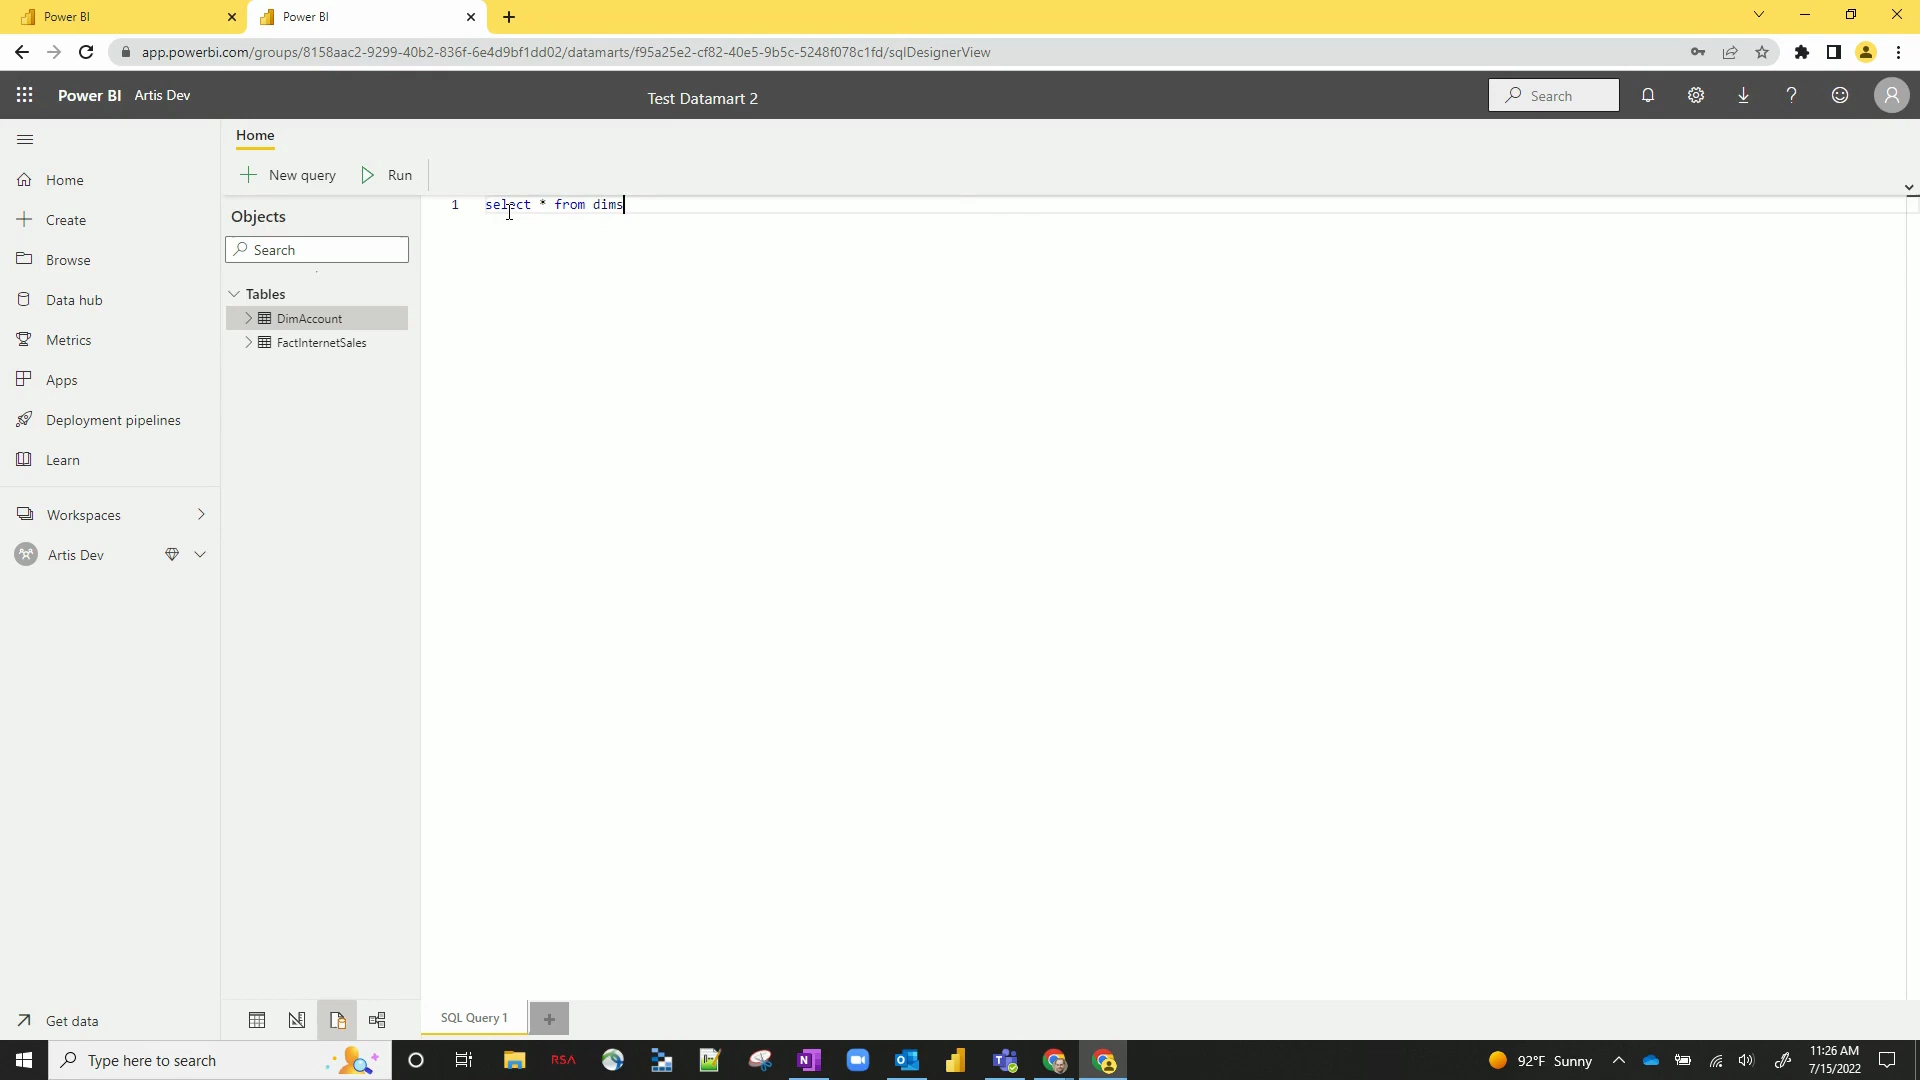 Power BI
Power BI
app.powerbi.com/groups/8158aac2-9299-40b2-836f-6e4d9bf1dd02/datamarts/f95a25e2-cf82-40e5-9b5c-5248f078c1fd/sqlDesignerView
Power BI Artis Dev
Test Datamart 2
Search
Home
New query
Run
1 select * from dims
Objects
Search
Tables
DimAccount
FactInternetSales
Home
Create
Browse
Data hub
Metrics
Apps
Deployment pipelines
Learn
Workspaces
Artis Dev
Get data
SQL Query 1
Type here to search
RSA
92°F Sunny
11:26 AM
7/15/2022